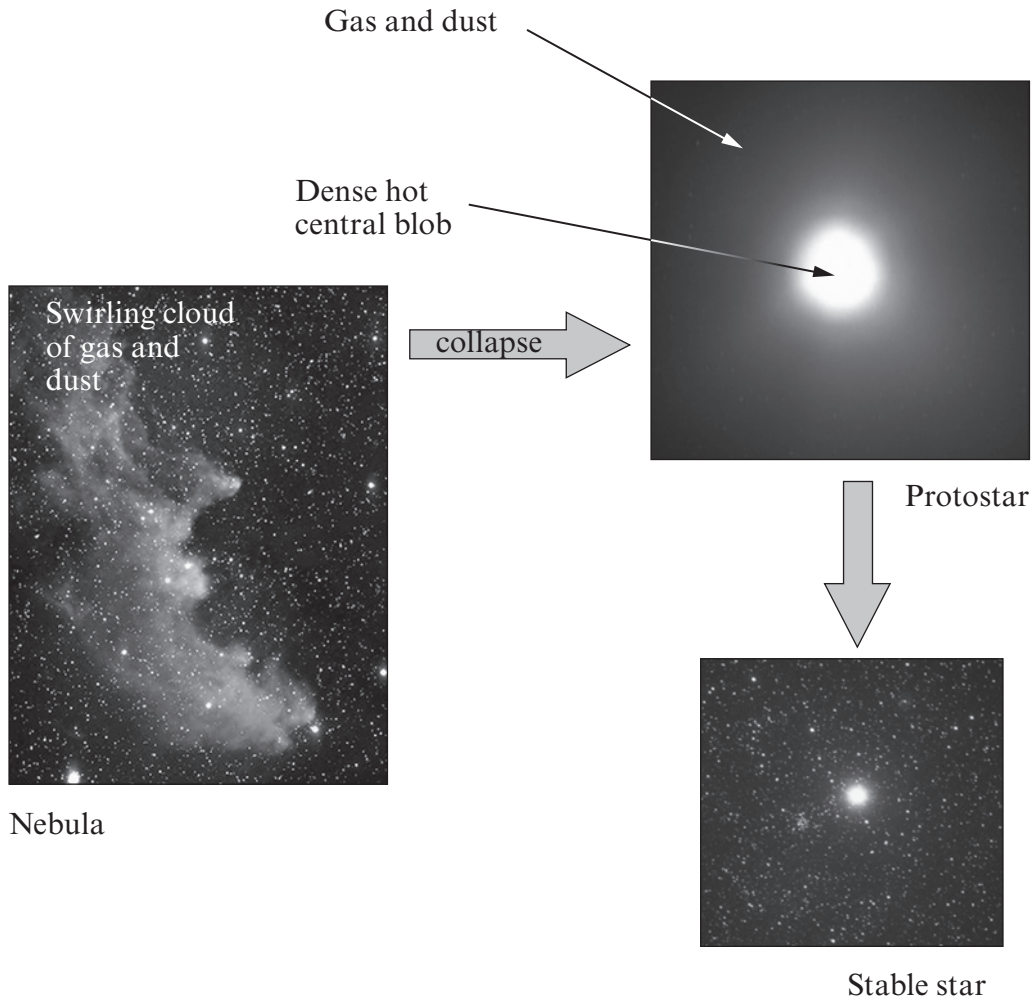 Gas and dust
Dense hot
central blob
Swirling cloud
of gas and
dust
collapse
Protostar
Nebula
Stable star